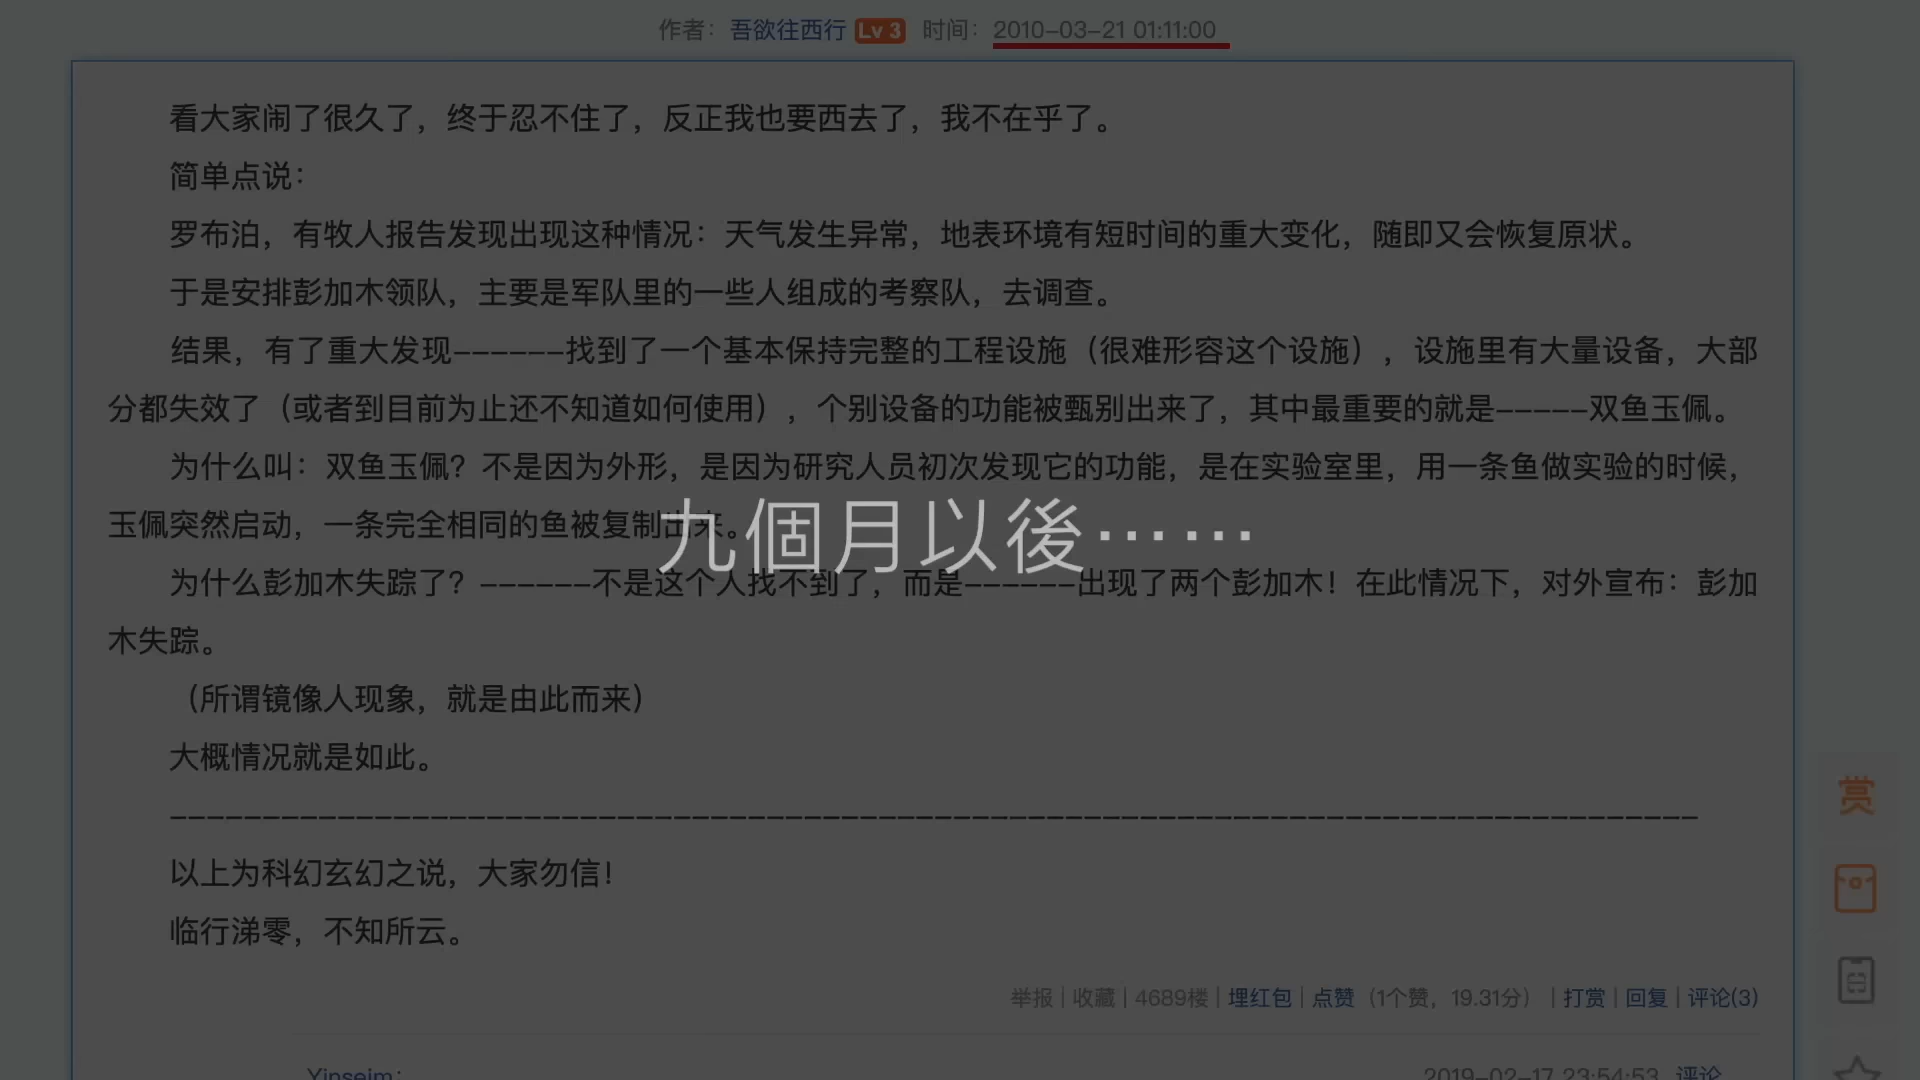 作者：吾欲往西行 Lv 3 时间：2010-03-21 01:11:00
看大家闹了很久了，终于忍不住了，反正我也要西去了，我不在乎了。
简单点说：
罗布泊，有牧人报告发现出现这种情况：天气发生异常，地表环境有短时间的重大变化，随即又会恢复原状。
于是安排彭加木领队，主要是军队里的一些人组成的考察队，去调查。
结果，有了重大发现------找到了一个基本保持完整的工程设施（很难形容这个设施），设施里有大量设备，大部
分都失效了（或者到目前为止还不知道如何使用），个别设备的功能被甄别出来了，其中最重要的就是-----双鱼玉佩。
为什么叫：双鱼玉佩？不是因为外形，是因为研究人员初次发现它的功能，是在实验室里，用一条鱼做实验的时候，
玉佩突然启动，一条完全相同的鱼被复制出来。
九個月以後……
为什么彭加木失踪了？------不是这个人找不到了，而是------出现了两个彭加木！在此情况下，对外宣布：彭加
木失踪。
（所谓镜像人现象，就是由此而来）
大概情况就是如此。
---------------------------------------------------------------------------------
以上为科幻玄幻之说，大家勿信！
临行涕零，不知所云。
赏
举报 | 收藏 | 4689楼 | 埋红包 | 点赞（1个赞，19.31分） | 打赏 | 回复 | 评论(3)
Yinseim： 2019-02-17 23:54:53 评论